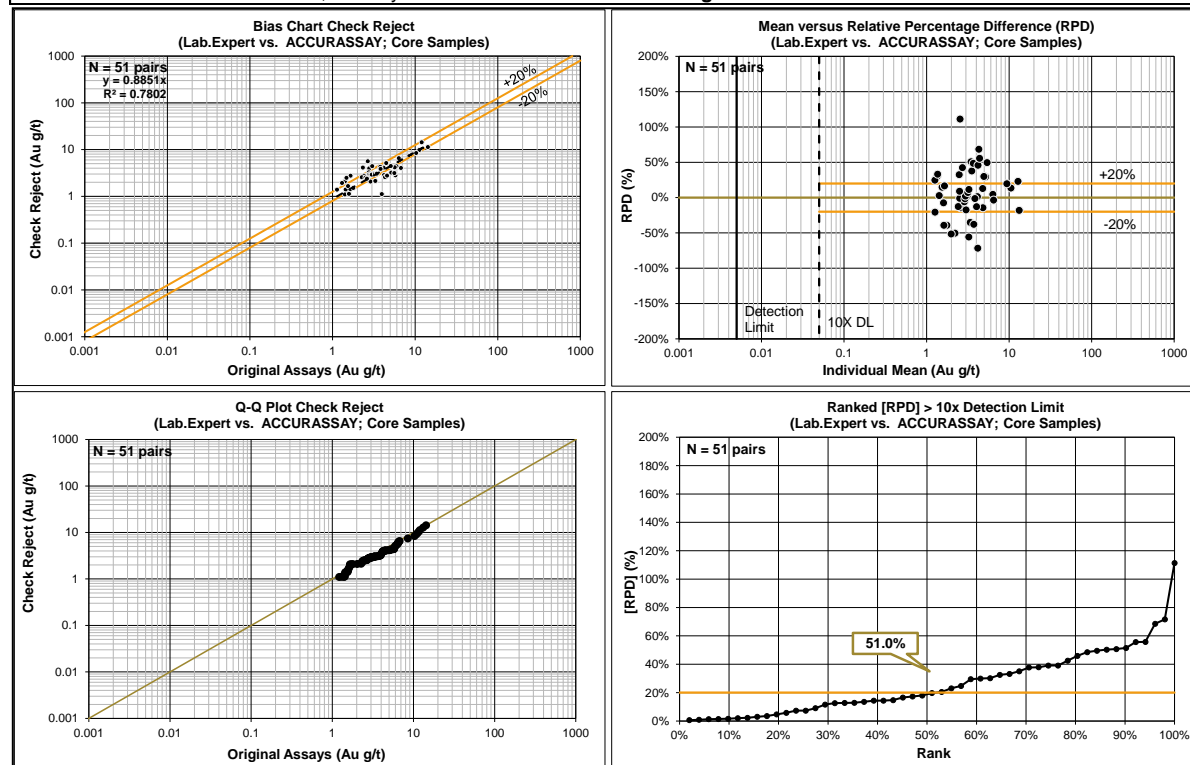 Bias Chart Check Reject
(Lab.Expert vs. ACCURASSAY; Core Samples)
N = 51 pairs
y = 0.8851x
R² = 0.7802
+20%
-20%
1000
100
10
1
0.1
0.01
0.001
0.001
0.01
0.1
1
10
100
1000
Check Reject (Au g/t)
Original Assays (Au g/t)
Mean versus Relative Percentage Difference (RPD)
(Lab.Expert vs. ACCURASSAY; Core Samples)
N = 51 pairs
200%
150%
100%
50%
0%
-50%
-100%
-150%
-200%
+20%
-20%
Detection
Limit
10X DL
0.001
0.01
0.1
1
10
100
1000
RPD (%)
Individual Mean (Au g/t)
Q-Q Plot Check Reject
(Lab.Expert vs. ACCURASSAY; Core Samples)
N = 51 pairs
1000
100
10
1
0.1
0.01
0.001
0.001
0.01
0.1
1
10
100
1000
Check Reject (Au g/t)
Original Assays (Au g/t)
Ranked [RPD] > 10x Detection Limit
(Lab.Expert vs. ACCURASSAY; Core Samples)
N = 51 pairs
200%
180%
160%
140%
120%
100%
80%
60%
40%
20%
0%
51.0%
0%
10%
20%
30%
40%
50%
60%
70%
80%
90%
100%
[RPD] (%)
Rank